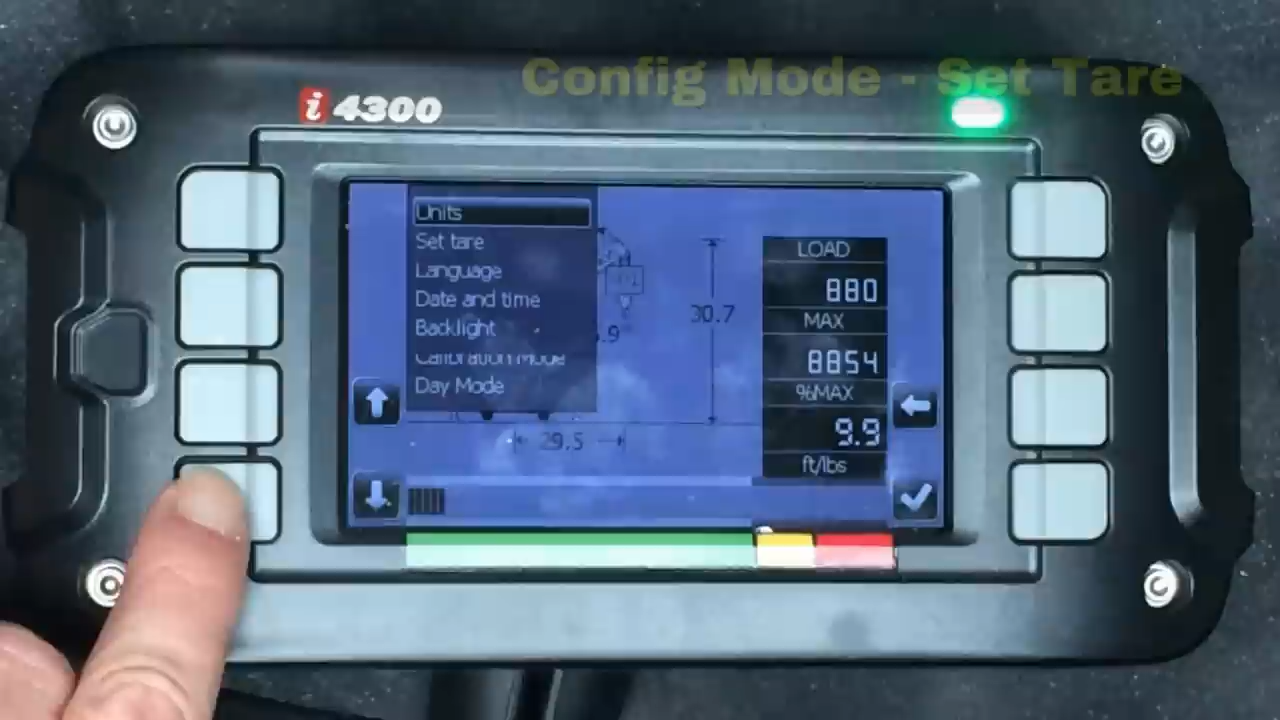 Config Mode - Set Tare
i4300
Units
Set tare
Language
Date and time
Backlight
Calibration Mode
Day Mode
30.7
29.5
LOAD
880
MAX
8854
%MAX
9.9
ft/lbs